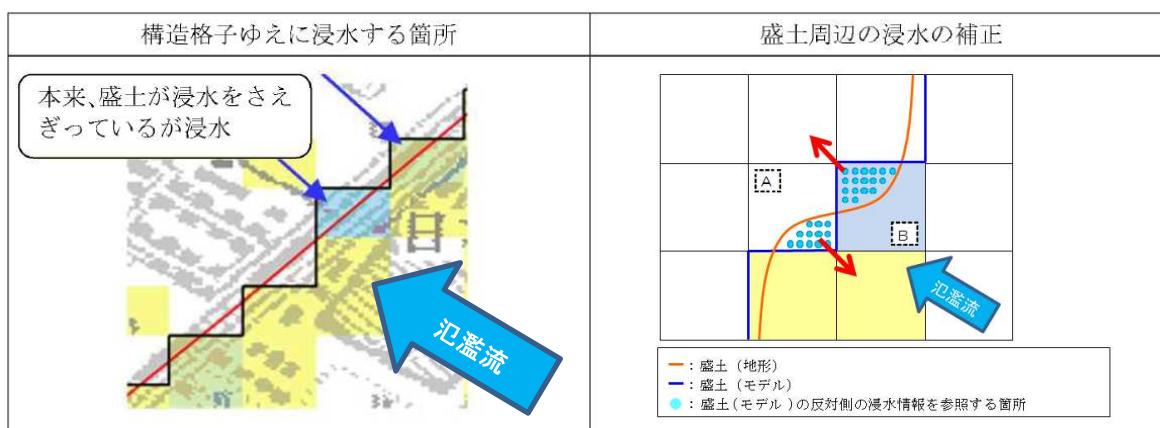 構造格子ゆえに浸水する箇所
盛土周辺の浸水の補正
本来、盛土が浸水をさえ
ぎっているが浸水
氾濫流
A
B
氾濫流
：盛土（地形）
：盛土（モデル）
：盛土（モデル）の反対側の浸水情報を参照する箇所